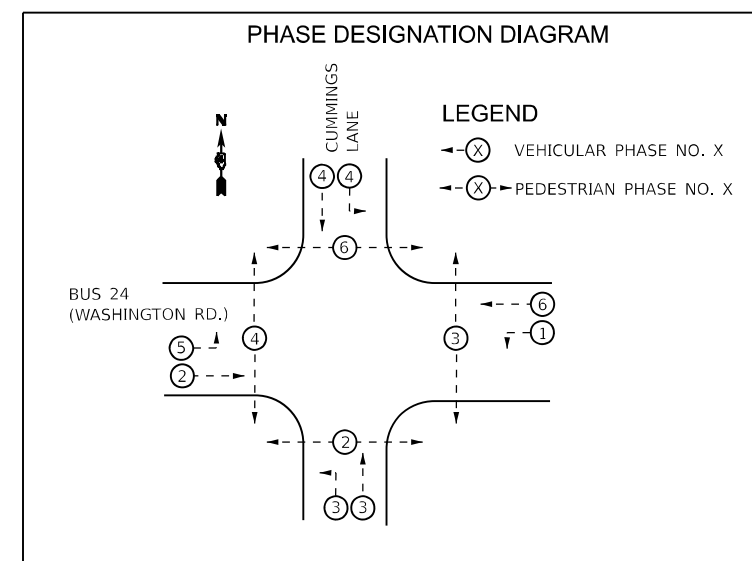 PHASE DESIGNATION DIAGRAM
N
CUMMINGS
LANE
LEGEND
X VEHICULAR PHASE NO. X
X PEDESTRIAN PHASE NO. X
4 4
6
BUS 24
(WASHINGTON RD.)
6
5 4 3 1
2
2
3 3